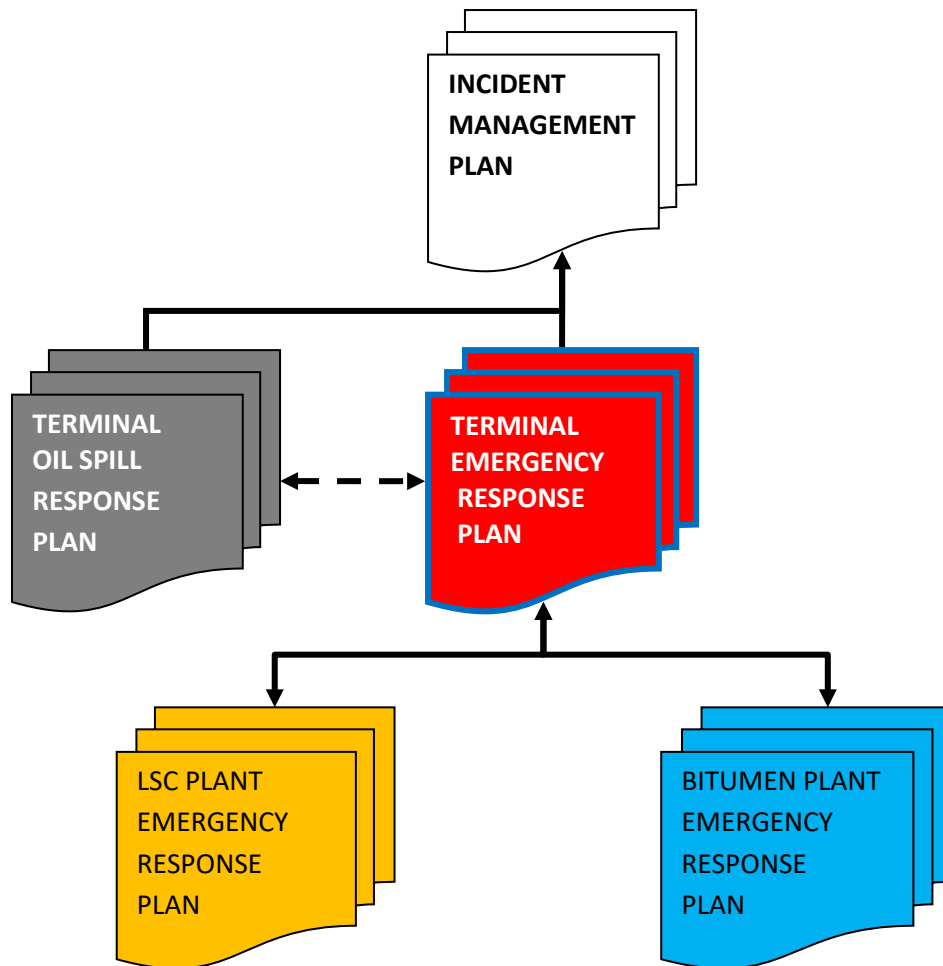 INCIDENT
MANAGEMENT
PLAN
TERMINAL
OIL SPILL
RESPONSE
PLAN
TERMINAL
EMERGENCY
RESPONSE
PLAN
LSC PLANT
EMERGENCY
RESPONSE
PLAN
BITUMEN PLANT
EMERGENCY
RESPONSE
PLAN